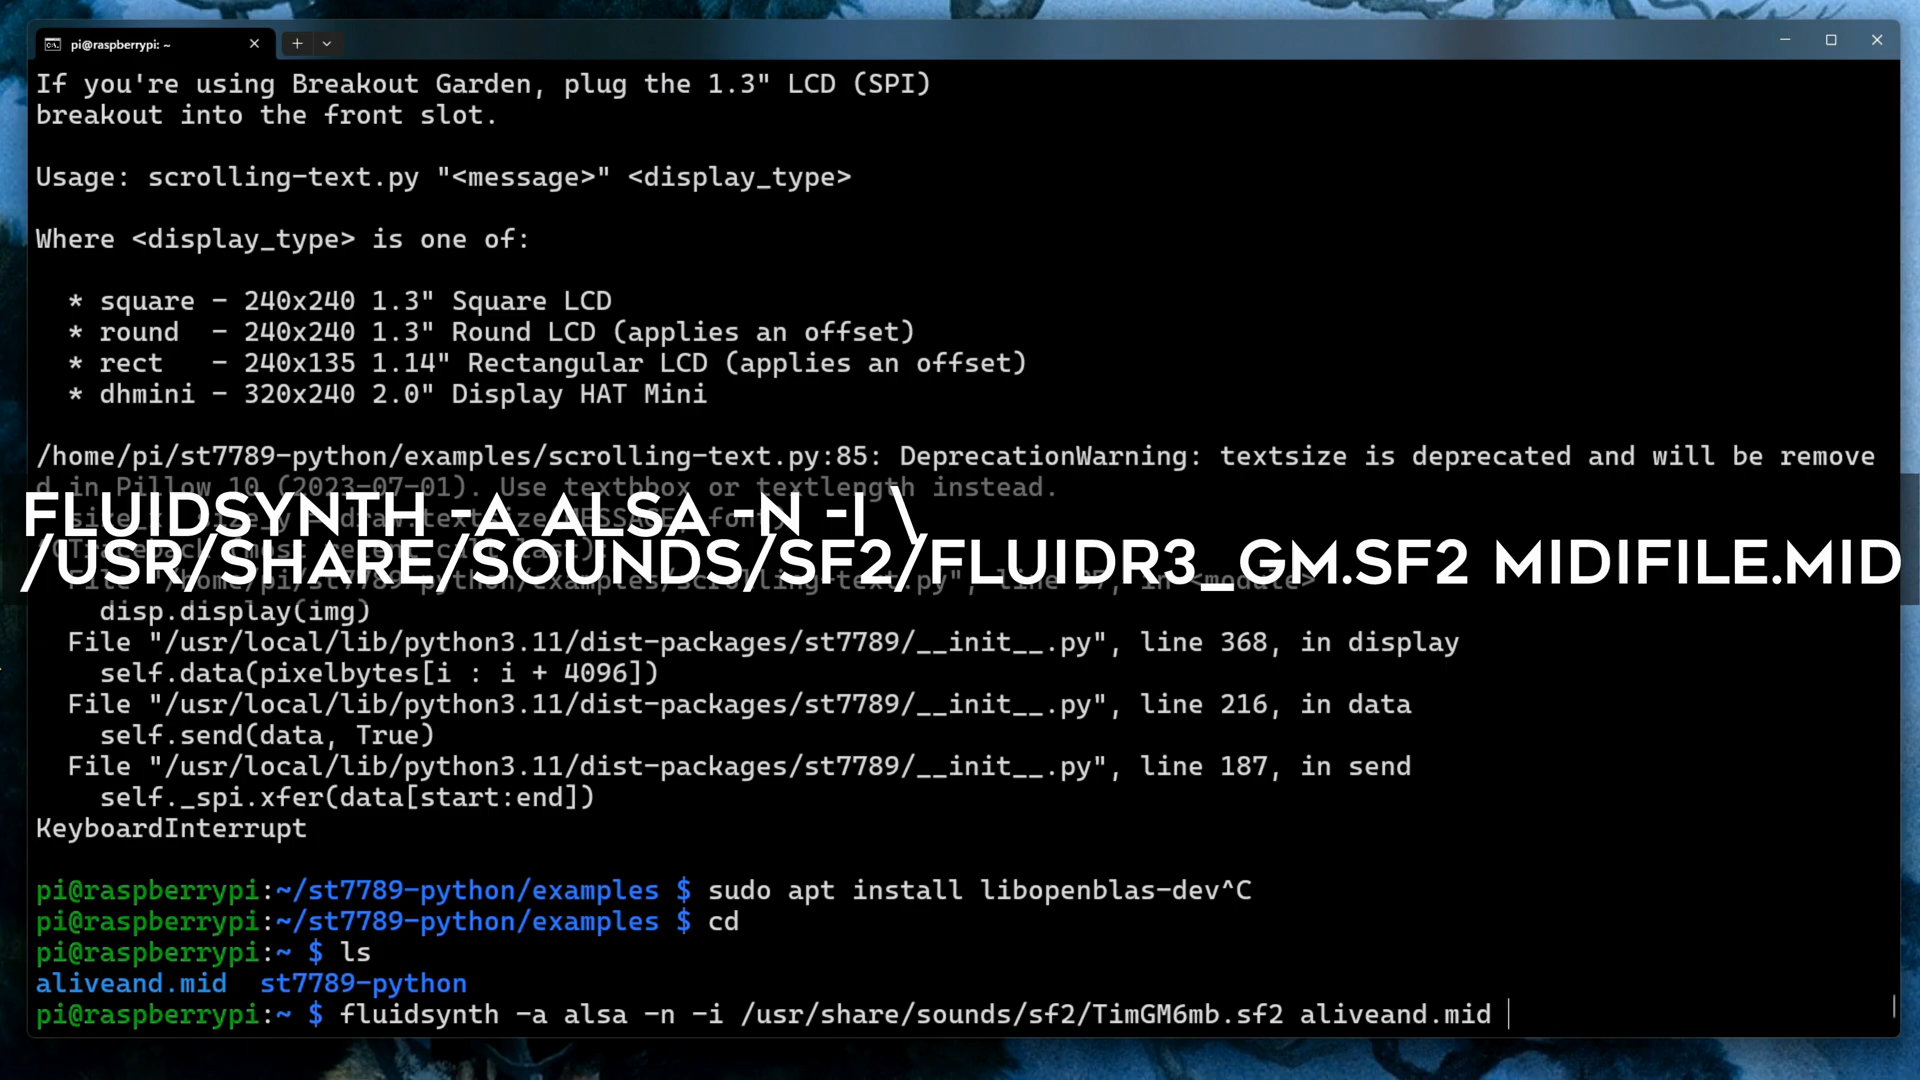 pi@raspberrypi: ~
If you're using Breakout Garden, plug the 1.3" LCD (SPI)
breakout into the front slot.
Usage: scrolling-text.py "<message>" <display_type>
Where <display_type> is one of:
* square - 240x240 1.3" Square LCD
* round - 240x240 1.3" Round LCD (applies an offset)
* rect - 240x135 1.14" Rectangular LCD (applies an offset)
* dhmini - 320x240 2.0" Display HAT Mini
/home/pi/st7789-python/examples/scrolling-text.py:85: DeprecationWarning: textsize is deprecated and will be remove
d in Pillow 10 (2023-07-01). Use textbbox or textlength instead.
FLUIDSYNTH -A ALSA -N -I \
/USR/SHARE/SOUNDS/SF2/FLUIDR3_GM.SF2 MIDIFILE.MID
disp.display(img)
File "/usr/local/lib/python3.11/dist-packages/st7789/__init__.py", line 368, in display
self.data(pixelbytes[i : i + 4096])
File "/usr/local/lib/python3.11/dist-packages/st7789/__init__.py", line 216, in data
self.send(data, True)
File "/usr/local/lib/python3.11/dist-packages/st7789/__init__.py", line 187, in send
self._spi.xfer(data[start:end])
KeyboardInterrupt
pi@raspberrypi:~/st7789-python/examples $ sudo apt install libopenblas-dev^C
pi@raspberrypi:~/st7789-python/examples $ cd
pi@raspberrypi:~ $ ls
aliveand.mid st7789-python
pi@raspberrypi:~ $ fluidsynth -a alsa -n -i /usr/share/sounds/sf2/TimGM6mb.sf2 aliveand.mid